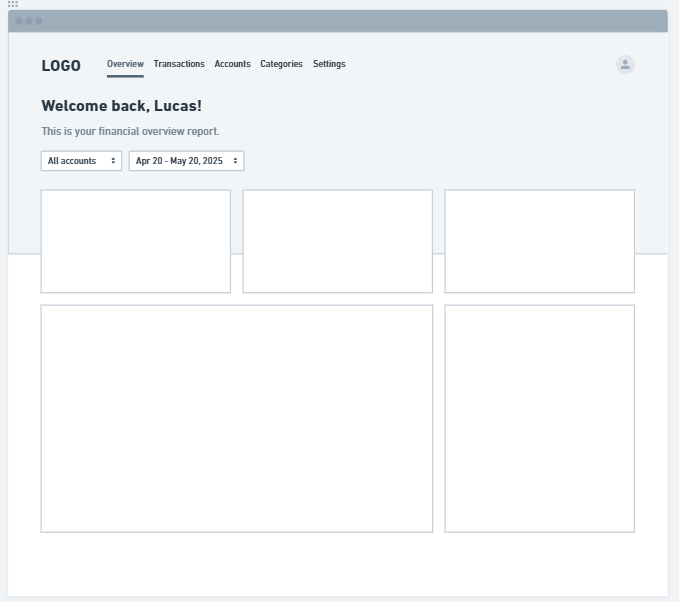 LOGO Overview Transactions Accounts Categories Settings
Welcome back, Lucas!
This is your financial overview report.
All accounts Apr 20 - May 20, 2025